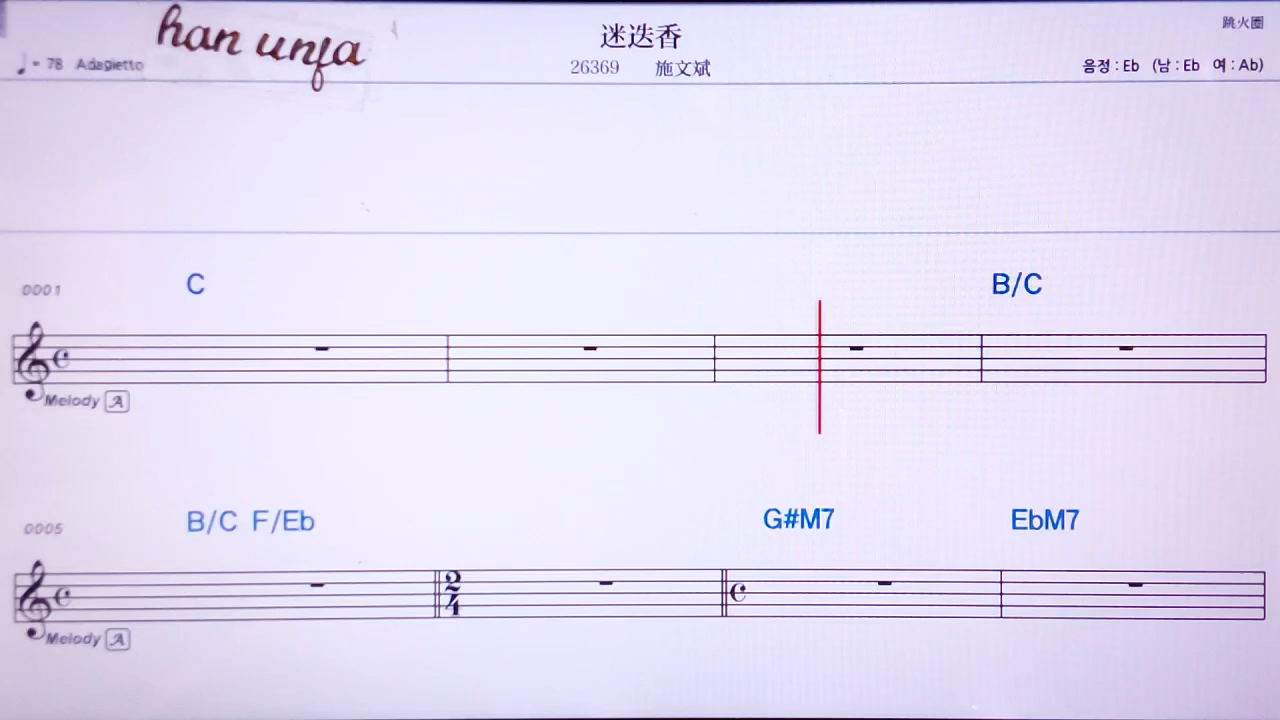 han unfa
迷迭香
跳火圈
♩= 78 Adagietto
26369 施文斌
음정 : Eb (남 : Eb 여 : Ab)
0001 C B/C
Melody A
0005 B/C F/Eb G#M7 EbM7
2/4
Melody A